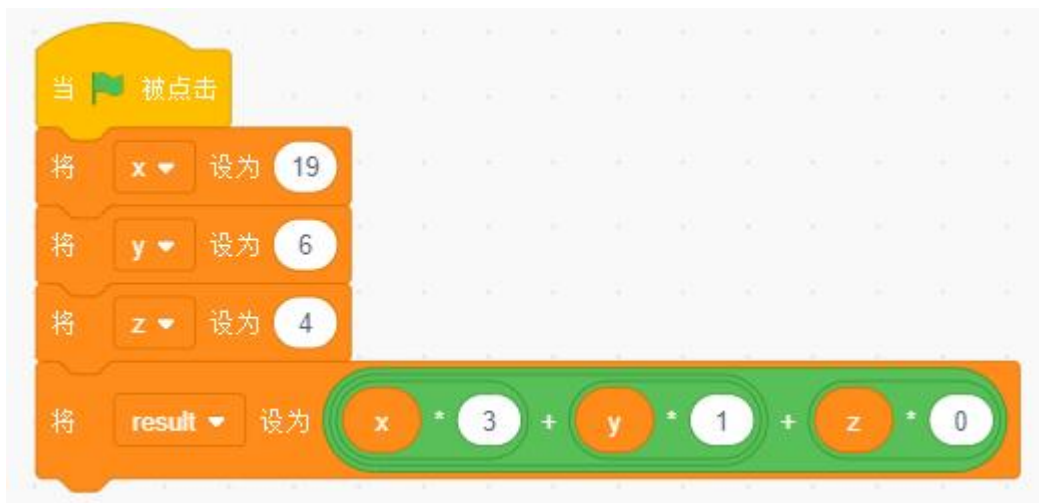 当 被点击
将 x 设为 19
将 y 设为 6
将 z 设为 4
将 result 设为 x * 3 + y * 1 + z * 0